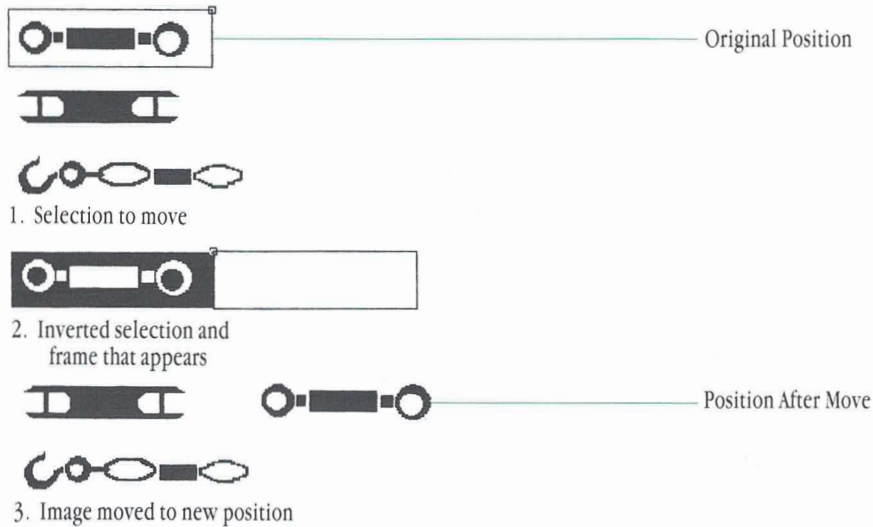 Original Position
1. Selection to move
2. Inverted selection and
frame that appears
Position After Move
3. Image moved to new position